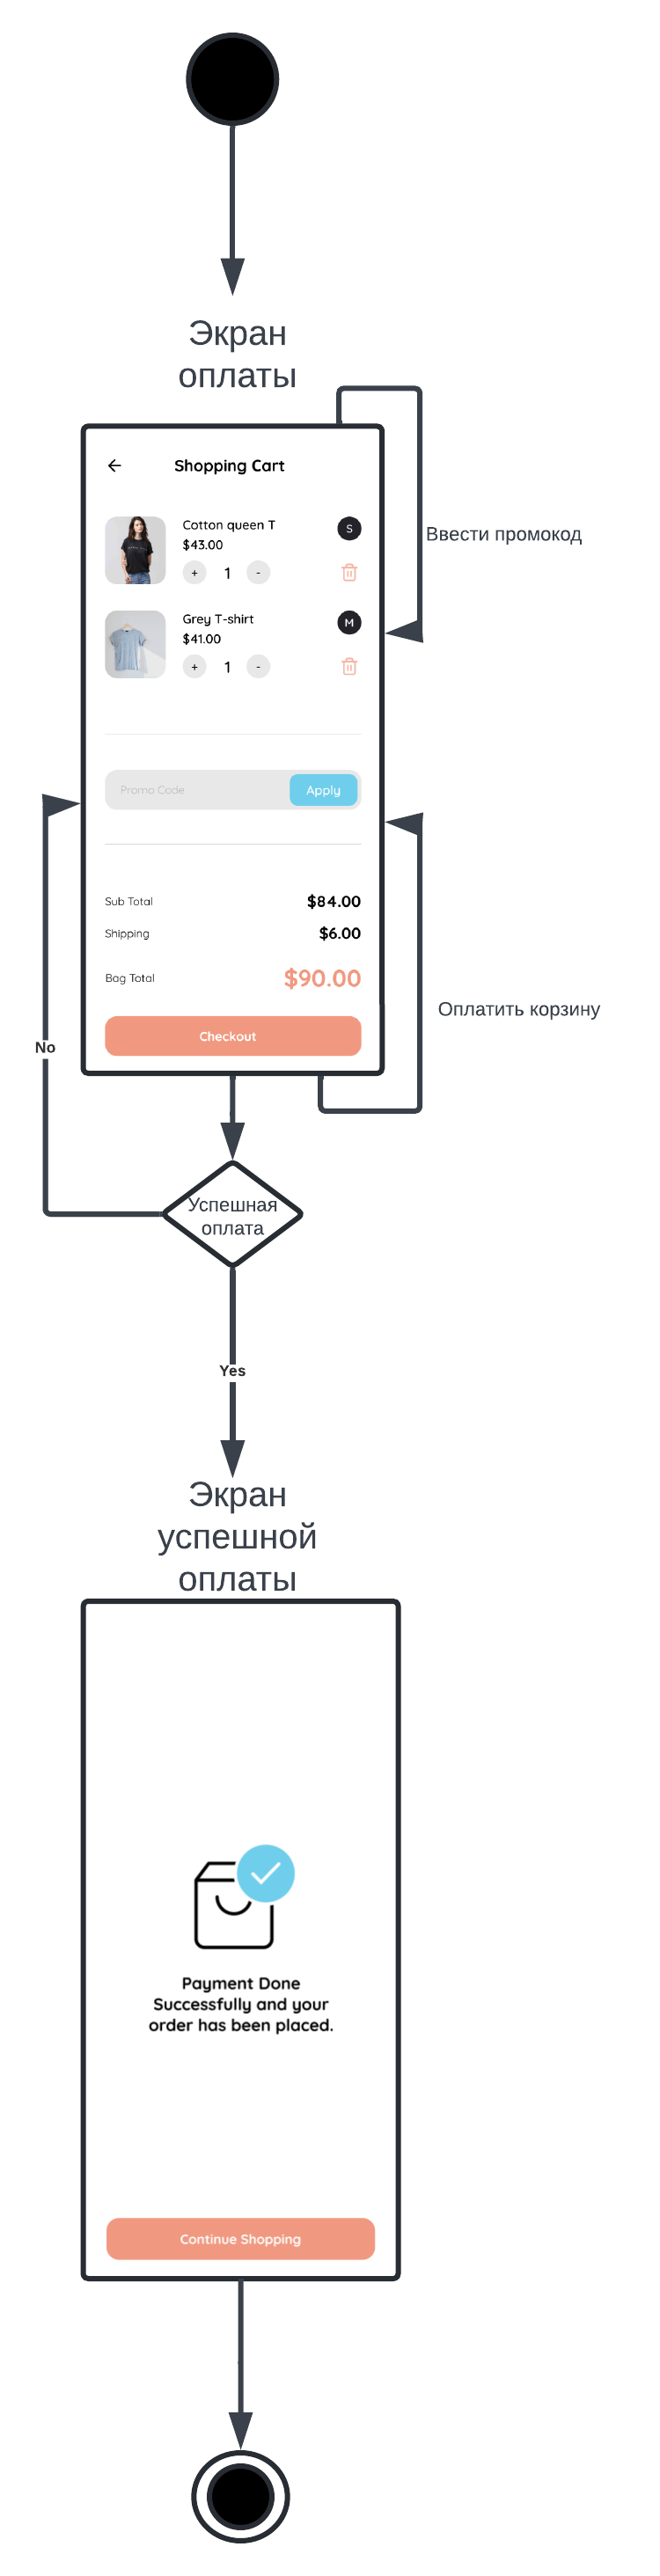 Экран
оплаты
Shopping Cart
Cotton queen T
S
$43.00
+ 1 -
Grey T-shirt
M
$41.00
+ 1 -
Ввести промокод
Promo Code
Apply
Sub Total
$84.00
Shipping
$6.00
Bag Total
$90.00
Checkout
Оплатить корзину
No
Успешная
оплата
Yes
Экран
успешной
оплаты
Payment Done
Successfully and your
order has been placed.
Continue Shopping